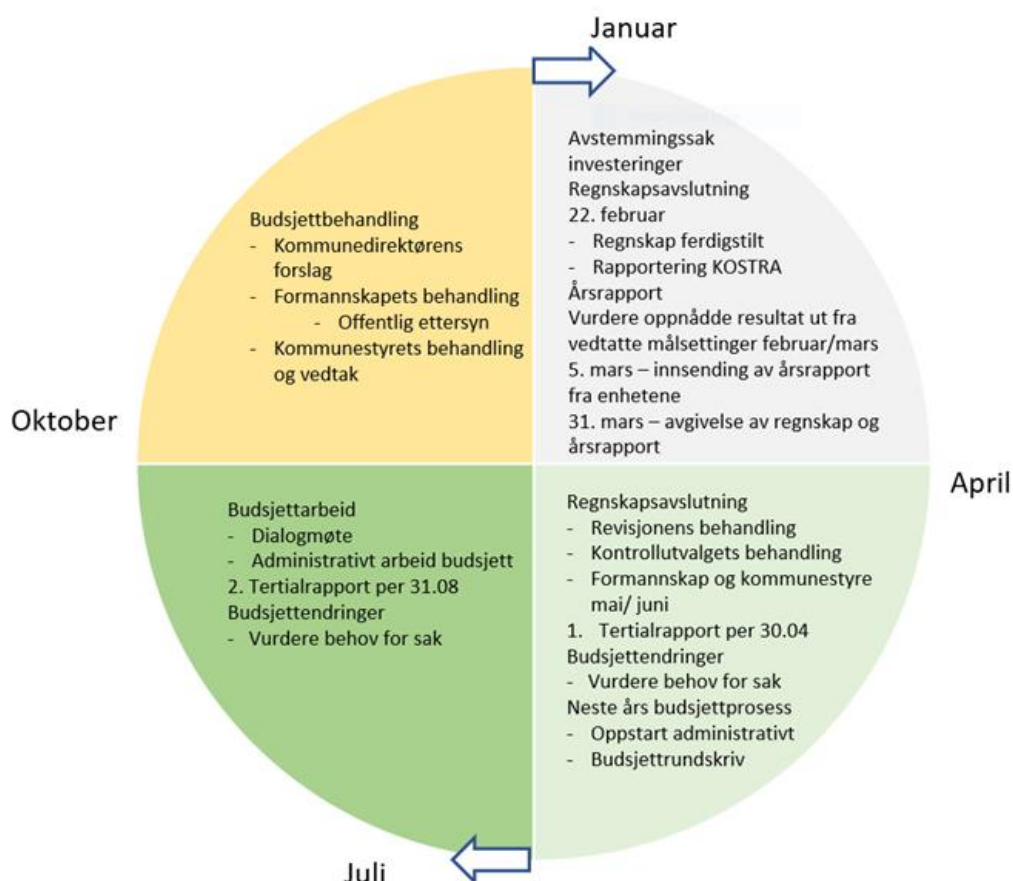 Januar
Avstemmingssak
investeringer
Regnskapsavslutning
22. februar
- Regnskap ferdigstilt
- Rapportering KOSTRA
Årsrapport
Vurdere oppnådde resultat ut fra
vedtatte målsettinger februar/mars
5. mars – innsending av årsrapport
fra enhetene
31. mars – avgivelse av regnskap og
årsrapport
April
Regnskapsavslutning
- Revisjonens behandling
- Kontrollutvalgets behandling
- Formannskap og kommunestyre
mai/ juni
1. Tertialrapport per 30.04
Budsjettendringer
- Vurdere behov for sak
Neste års budsjettprosess
- Oppstart administrativt
- Budsjettrundskriv
Juli
Budsjettarbeid
- Dialogmøte
- Administrativt arbeid budsjett
2. Tertialrapport per 31.08
Budsjettendringer
- Vurdere behov for sak
Oktober
Budsjettbehandling
- Kommunedirektørens
forslag
- Formannskapets behandling
- Offentlig ettersyn
- Kommunestyrets behandling
og vedtak